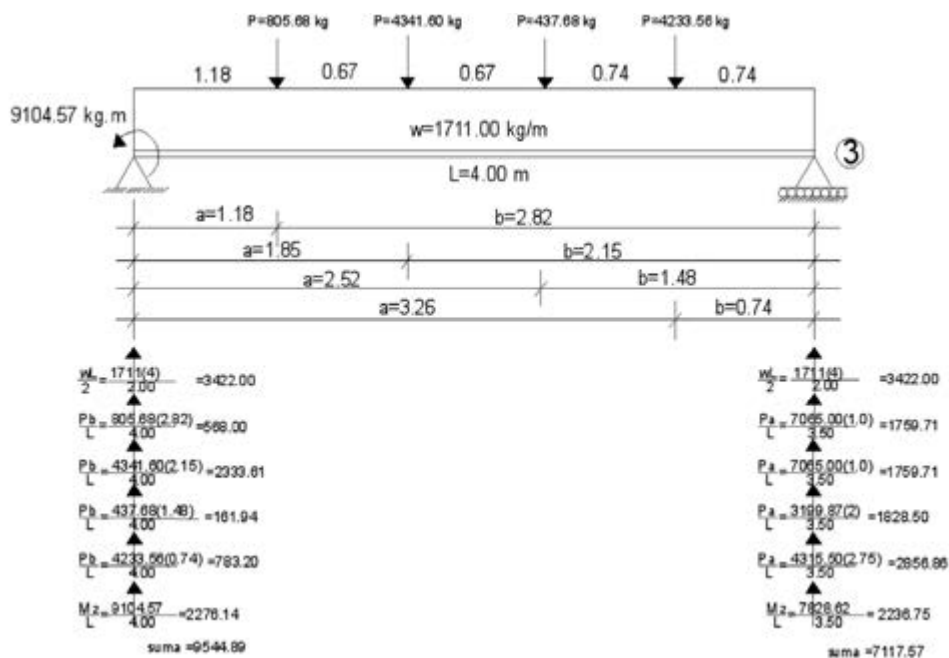 P=805.68 kg P=4341.60 kg P=437.68 kg P=4233.56 kg
1.18 0.67 0.67 0.74 0.74
9104.57 kg.m
w=1711.00 kg/m
3
L=4.00 m
a=1.18 b=2.82
a=1.85 b=2.15
a=2.52 b=1.48
a=3.26 b=0.74
wL/2 = 1711(4)/2.00 =3422.00
Pb/L = 805.68(2.82)/4.00 =568.00
Pb/L = 4341.60(2.15)/4.00 =2333.61
Pb/L = 437.68(1.48)/4.00 =161.94
Pb/L = 4233.56(0.74)/4.00 =783.20
Mz/L = 9104.57/4.00 =2276.14
suma =9544.89
wL/2 = 1711(4)/2.00 =3422.00
Pa/L = 7065.00(1.0)/3.50 =1759.71
Pa/L = 7065.00(1.0)/3.50 =1759.71
Pa/L = 3199.87(2)/3.50 =1828.50
Pa/L = 4315.50(2.75)/3.50 =2856.86
Mz/L = 7828.62/3.50 =2236.75
suma =7117.57